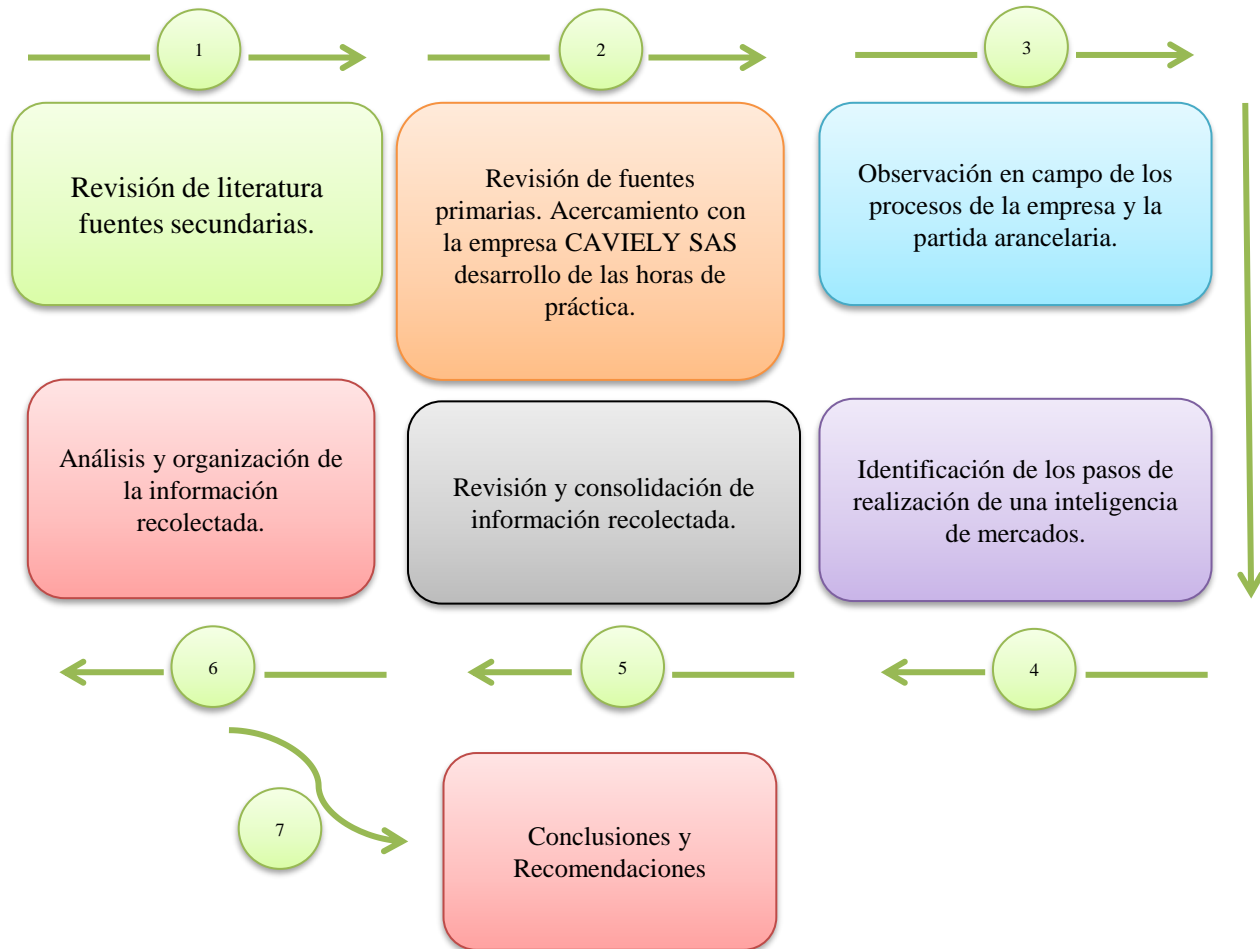 1
2
3
Revisión de literatura
fuentes secundarias.
Revisión de fuentes
primarias. Acercamiento con
la empresa CAVIELY SAS
desarrollo de las horas de
práctica.
Observación en campo de los
procesos de la empresa y la
partida arancelaria.
Análisis y organización de
la información
recolectada.
Revisión y consolidación de
información recolectada.
Identificación de los pasos de
realización de una inteligencia
de mercados.
6
5
4
7
Conclusiones y
Recomendaciones